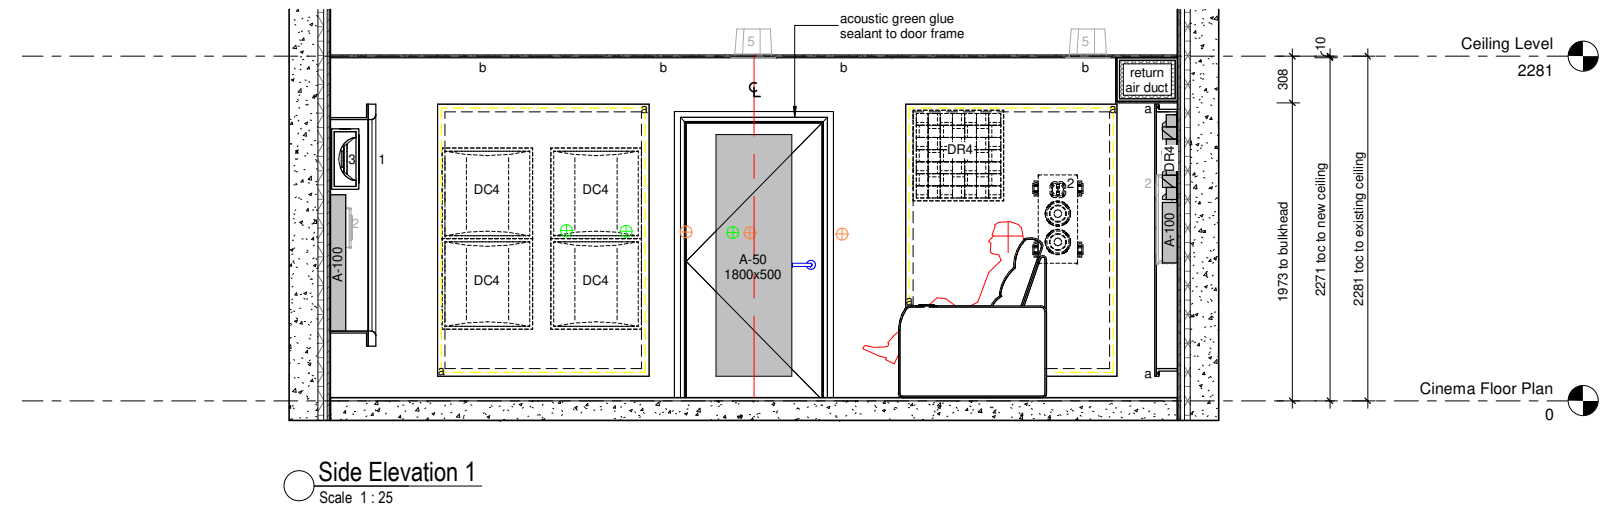 acoustic green glue
sealant to door frame
5
5
b
b
b
b
CL
return
air duct
10
308
Ceiling Level
2281
a
a
a
a
3
1
2
DC4
DC4
DC4
DC4
A-100
A-50
1800x500
DR4
2
2
DR4
A-100
a
a
a
1973 to bulkhead
2271 toc to new ceiling
2281 toc to existing ceiling
Cinema Floor Plan
0
Side Elevation 1
Scale 1 : 25